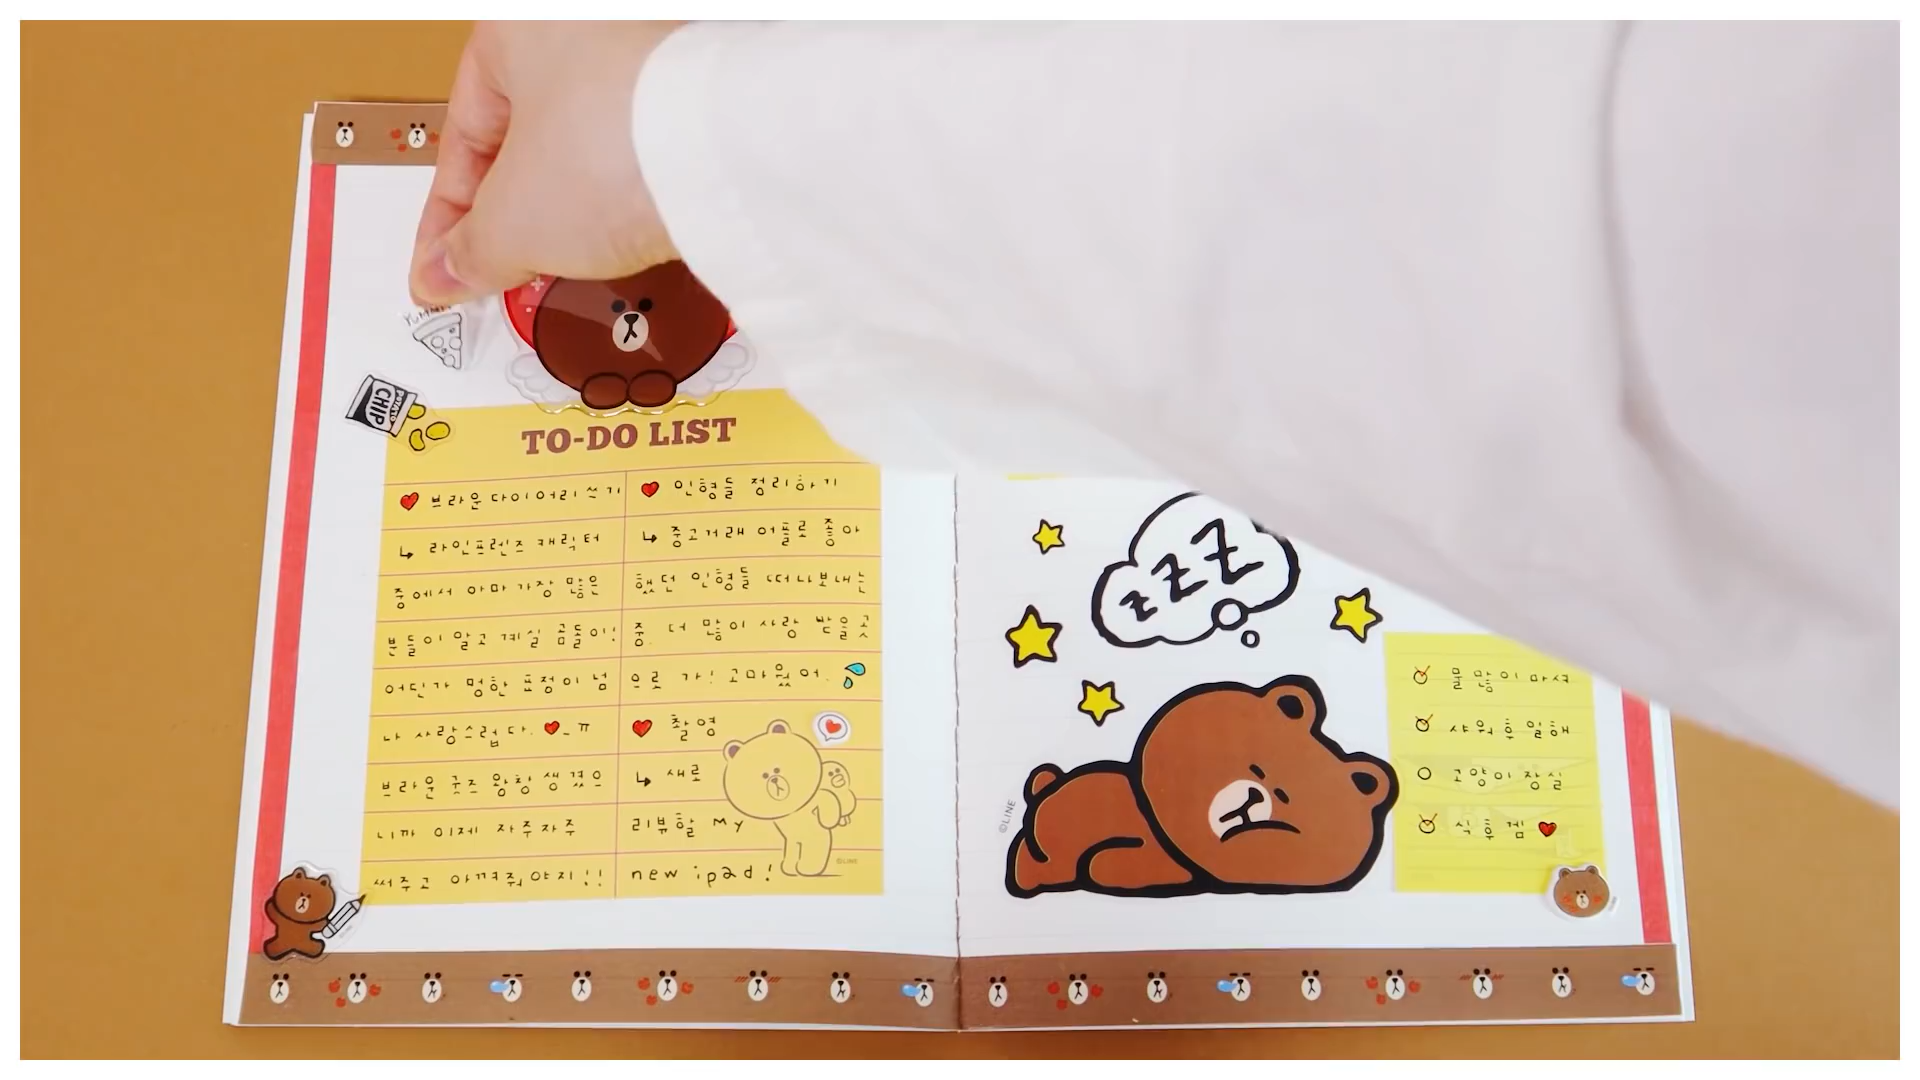 YUMMY
POTATO
CHIP
TO-DO LIST
브라운 다이어리 쓰기
↳ 라인프렌즈 캐릭터
중에서 아마 가장 많은
분들이 알고 계실 곰돌이!
어딘가 멍한 표정이 넘
나 사랑스럽다. ♥_ㅠ
브라운 굿즈 왕창 생겼으
니까 이제 자주자주
써주고 아껴줘야지!!
인형들 정리하기
↳ 중고거래 어플로 좋아
했던 인형들 떠나보내는
중. 더 많이 사랑 받을 곳
으로 가! 고마웠어.
촬영
↳ 새로
리뷰할 My
new ipad!
©LINE
zzZ
©LINE
물 많이 마셔
샤워 후 일해
고양이 장실
식후 겜 ♥